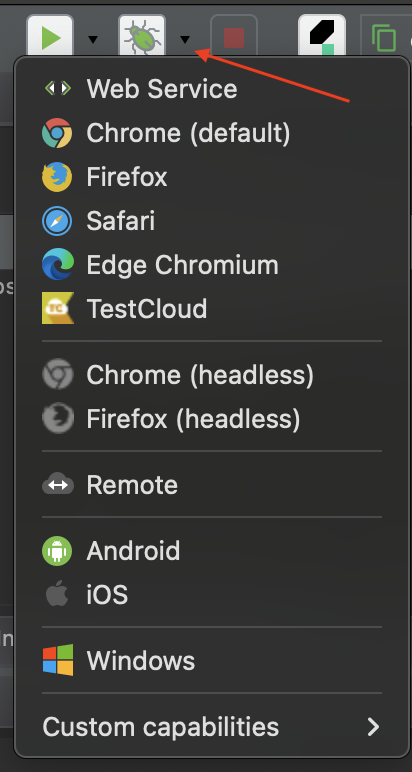 Web Service
Chrome (default)
Firefox
Safari
Edge Chromium
TC
TestCloud
Chrome (headless)
Firefox (headless)
Remote
Android
iOS
Windows
Custom capabilities